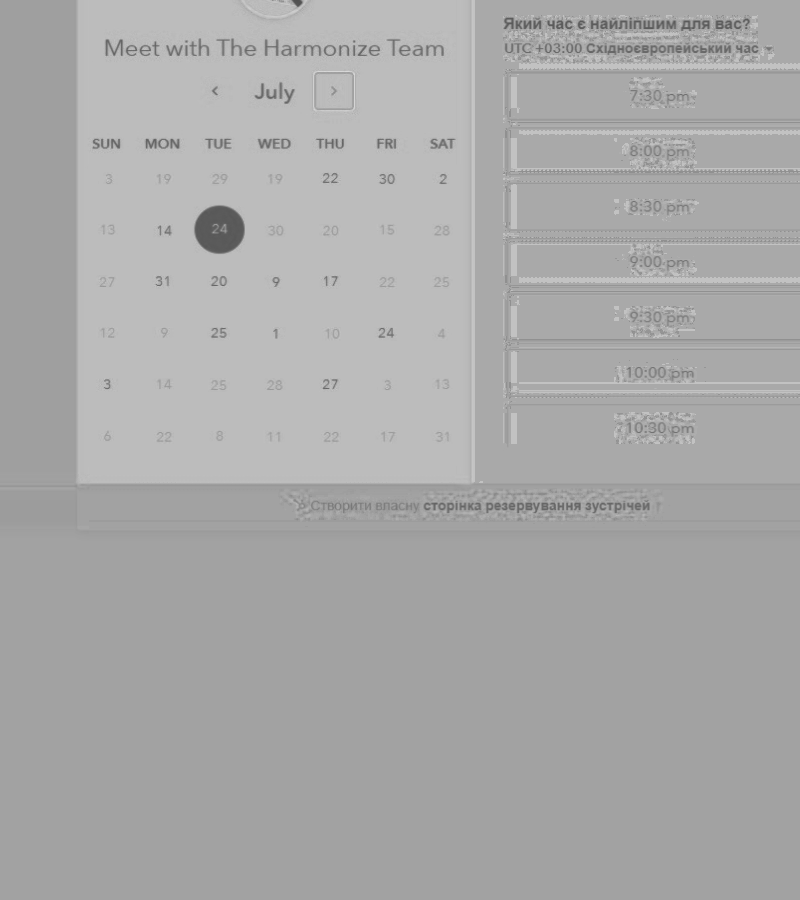 Meet with The Harmonize Team
July
SUN MON TUE WED THU FRI SAT
3 19 29 19 22 30 2
13 14 24 30 20 15 28
27 31 20 9 17 22 25
12 9 25 1 10 24 4
3 14 25 28 27 3 13
6 22 8 11 22 17 31
Який час є найліпшим для вас?
UTC +03:00 Східноєвропейський час
7:30 pm
8:00 pm
8:30 pm
9:00 pm
9:30 pm
10:00 pm
10:30 pm
Створити власну сторінка резервування зустрічей